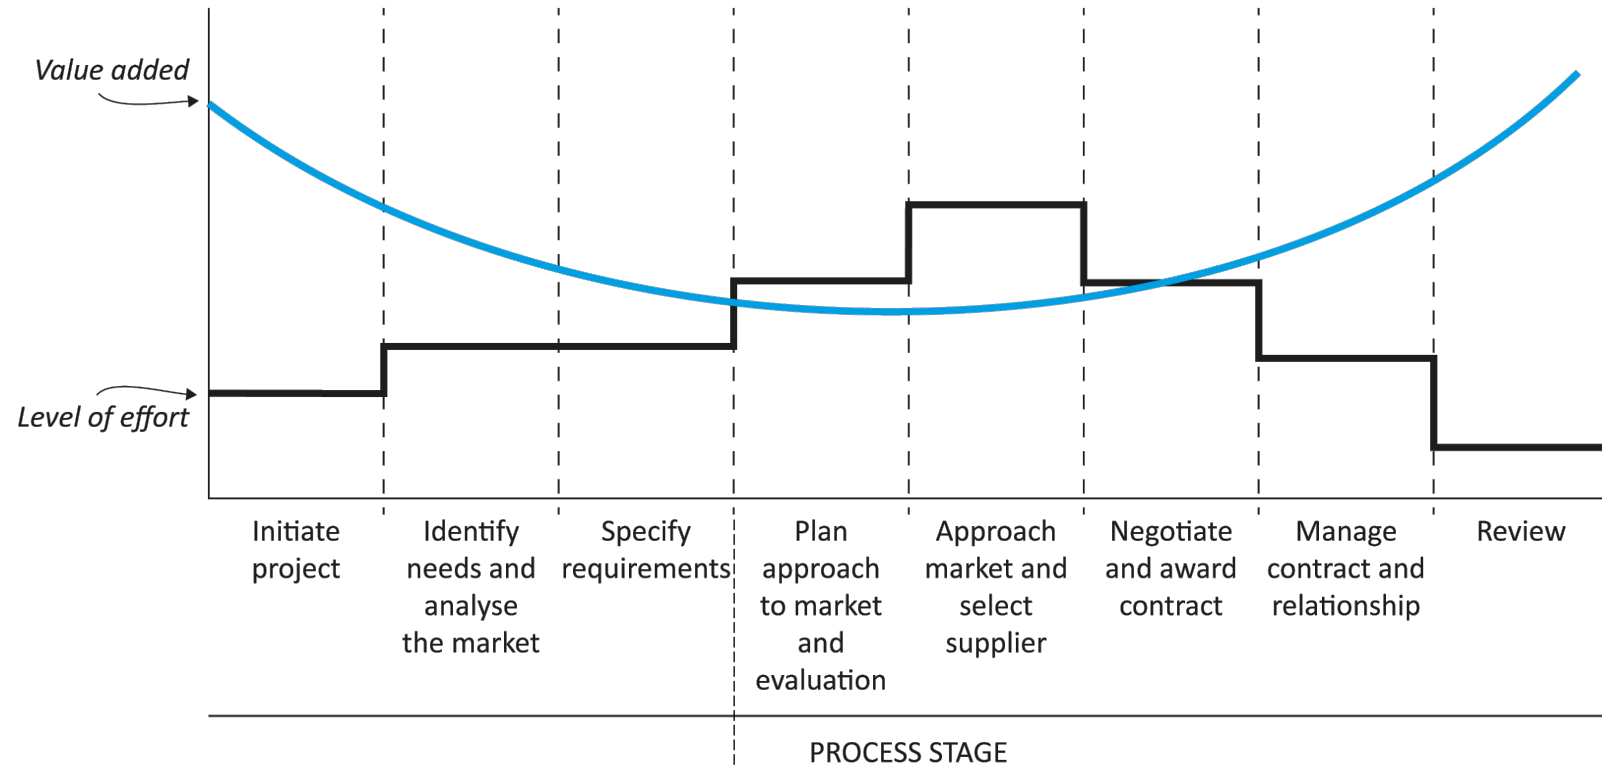 Value added
Level of effort
Initiate
project
Identify
needs and
analyse
the market
Specify
requirements
Plan
approach
to market
and
evaluation
Approach
market and
select
supplier
Negotiate
and award
contract
Manage
contract and
relationship
Review
PROCESS STAGE